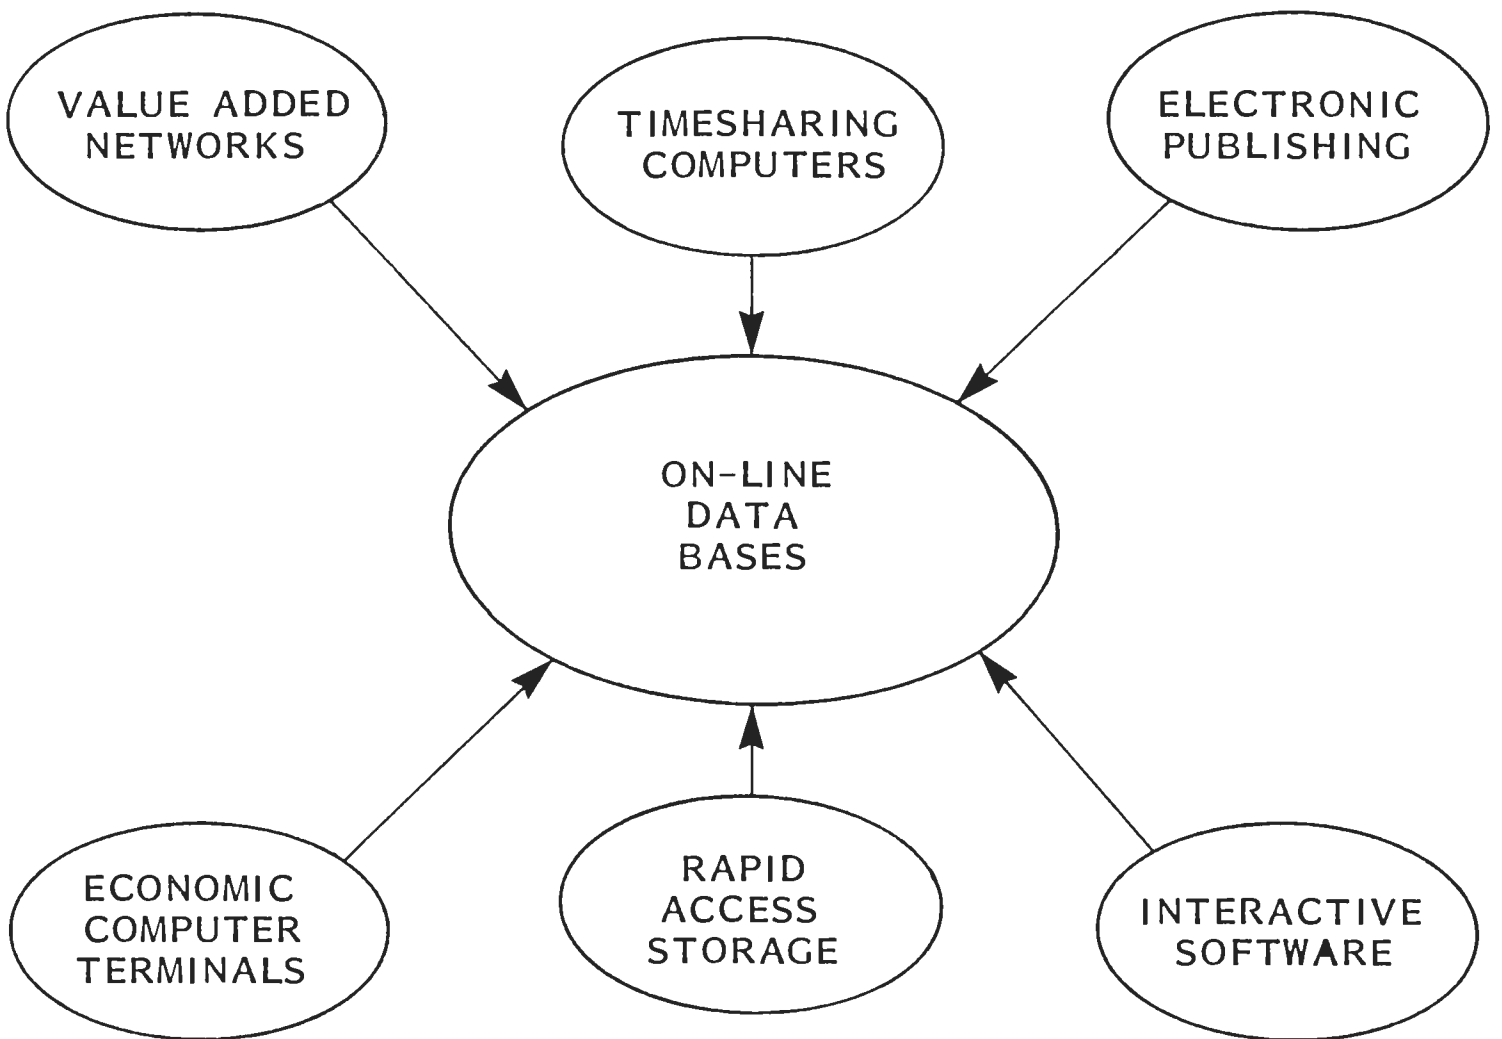 VALUE ADDED
NETWORKS
TIMESHARING
COMPUTERS
ELECTRONIC
PUBLISHING
ON-LINE
DATA
BASES
ECONOMIC
COMPUTER
TERMINALS
RAPID
ACCESS
STORAGE
INTERACTIVE
SOFTWARE